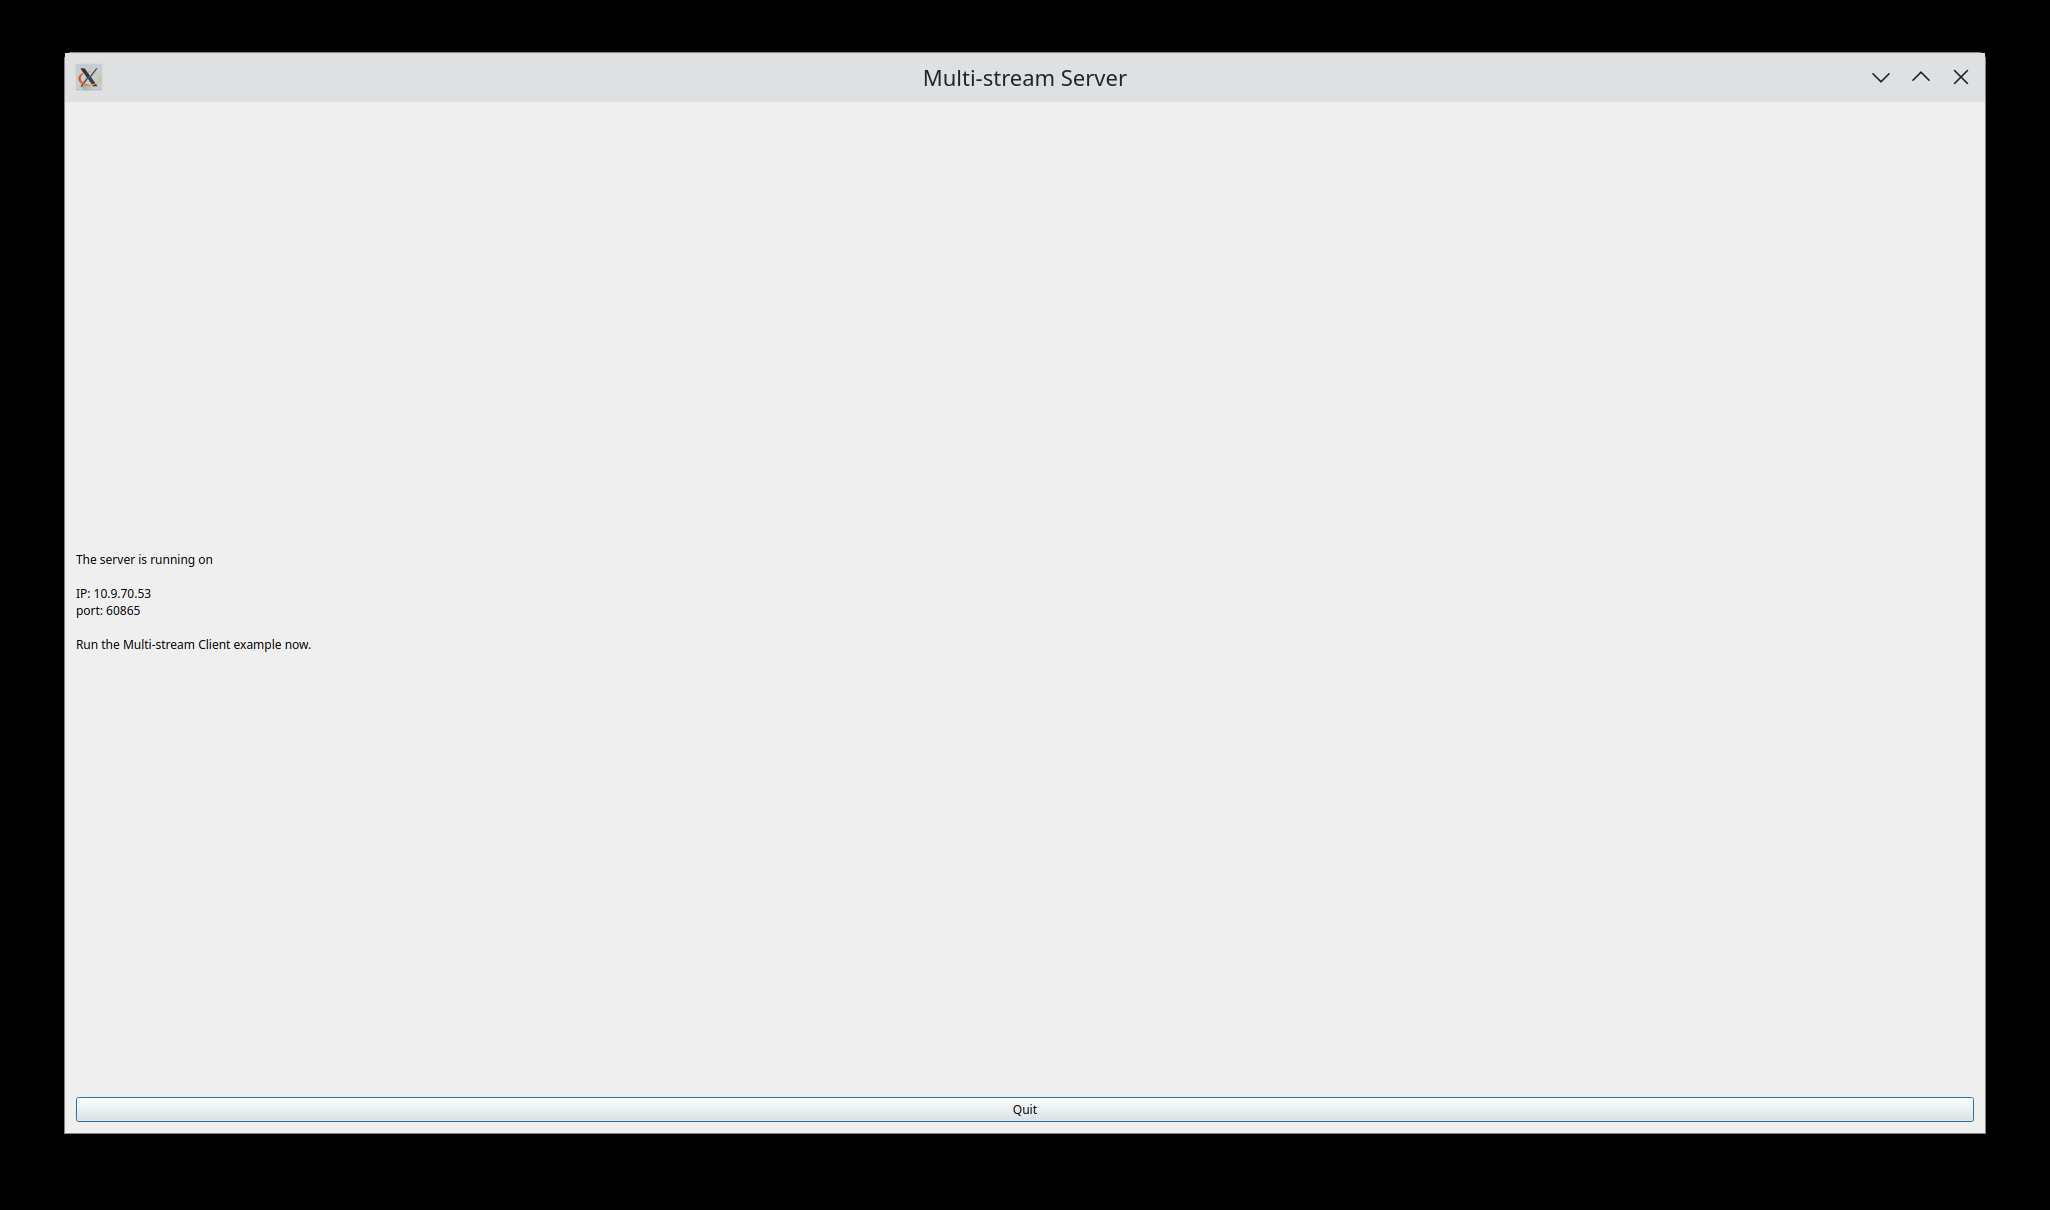 Multi-stream Server
The server is running on
IP: 10.9.70.53
port: 60865
Run the Multi-stream Client example now.
Quit